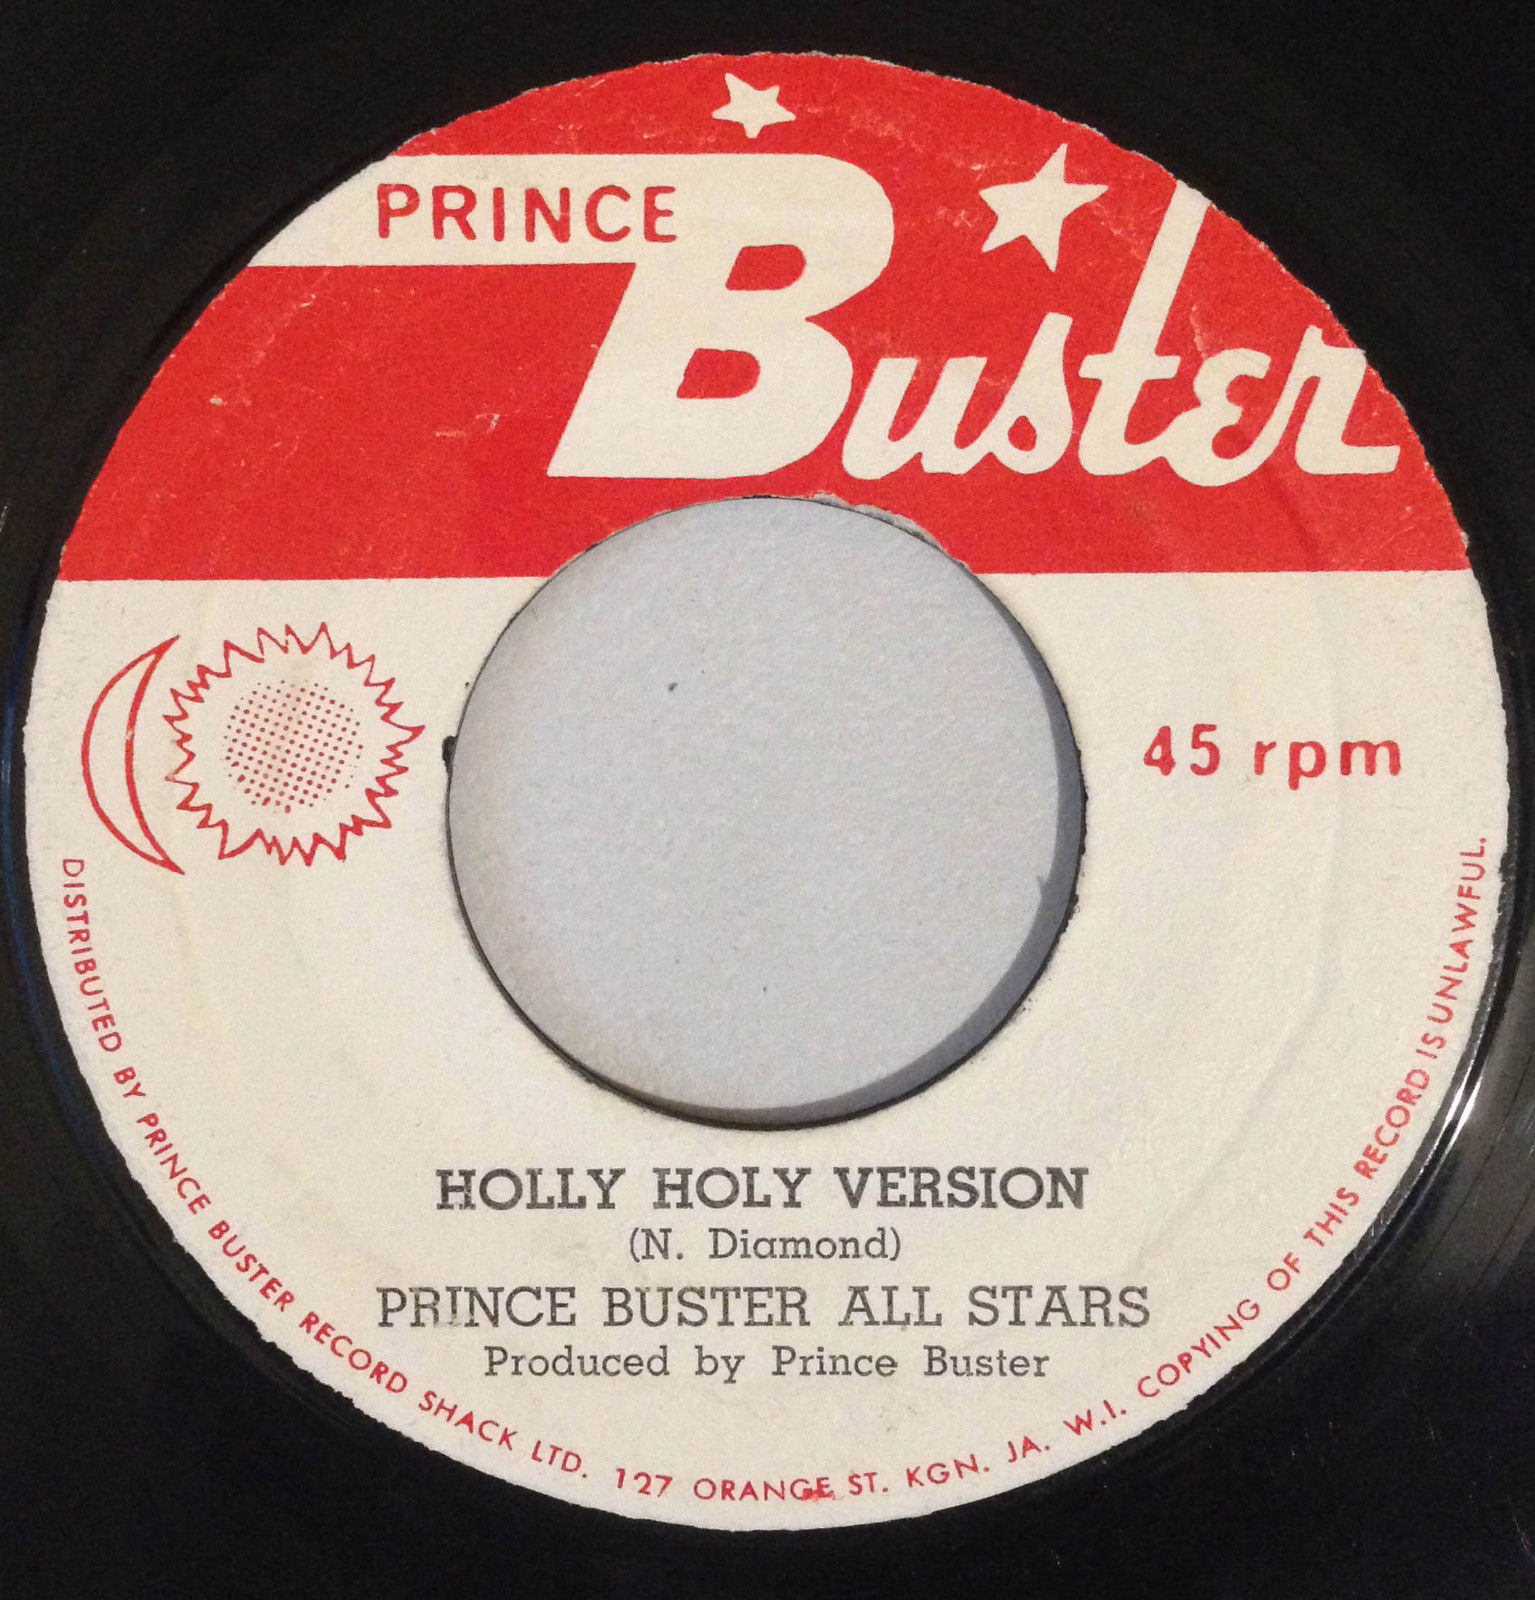 PRINCE
Buster
45 rpm
HOLLY HOLY VERSION
(N. Diamond)
PRINCE BUSTER ALL STARS
Produced by Prince Buster
DISTRIBUTED BY PRINCE BUSTER RECORD SHACK LTD. 127 ORANGE ST. KGN. JA. W.I. COPYING OF THIS RECORD IS UNLAWFUL.